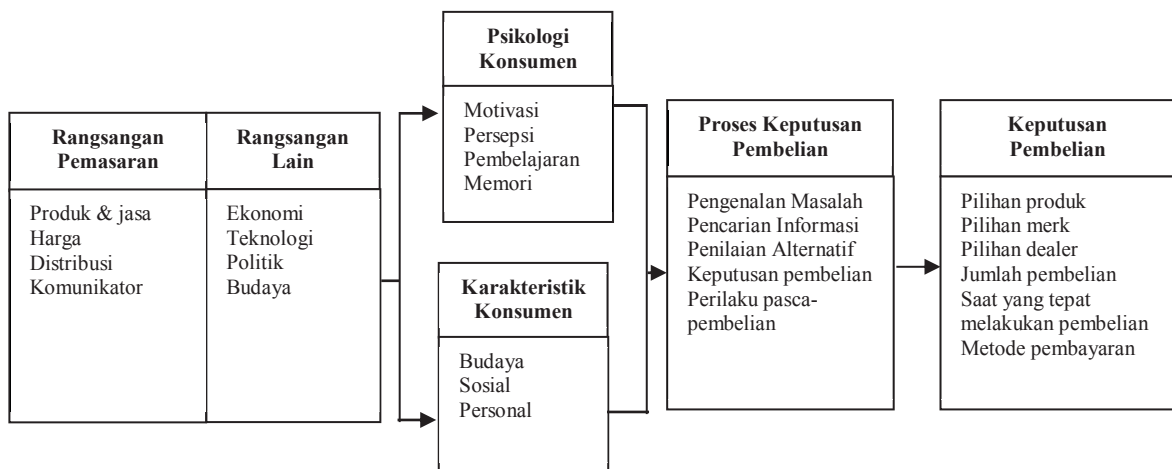 Rangsangan
Pemasaran
Produk & jasa
Harga
Distribusi
Komunikator
Rangsangan
Lain
Ekonomi
Teknologi
Politik
Budaya
Psikologi
Konsumen
Motivasi
Persepsi
Pembelajaran
Memori
Karakteristik
Konsumen
Budaya
Sosial
Personal
Proses Keputusan
Pembelian
Pengenalan Masalah
Pencarian Informasi
Penilaian Alternatif
Keputusan pembelian
Perilaku pasca-
pembelian
Keputusan
Pembelian
Pilihan produk
Pilihan merk
Pilihan dealer
Jumlah pembelian
Saat yang tepat
melakukan pembelian
Metode pembayaran